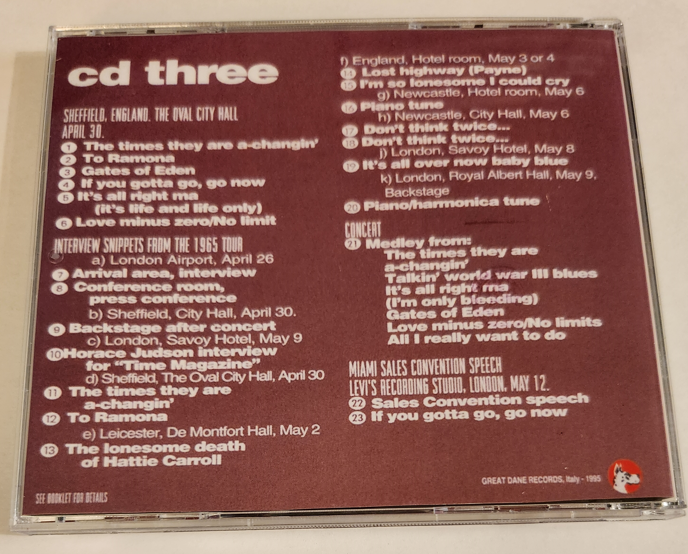 cd three
SHEFFIELD, ENGLAND, THE OVAL CITY HALL
APRIL 30.
1 The times they are a-changin'
2 To Ramona
3 Gates of Eden
4 If you gotta go, go now
5 It's all right ma
(it's life and life only)
6 Love minus zero/No limit
INTERVIEW SNIPPETS FROM THE 1965 TOUR
a) London Airport, April 26
7 Arrival area, interview
8 Conference room,
press conference
b) Sheffield, City Hall, April 30.
9 Backstage after concert
c) London, Savoy Hotel, May 9
10 Horace Judson interview
for "Time Magazine"
d) Sheffield, The Oval City Hall, April 30
11 The times they are
a-changin'
12 To Ramona
e) Leicester, De Montfort Hall, May 2
13 The lonesome death
of Hattie Carroll
SEE BOOKLET FOR DETAILS
f) England, Hotel room, May 3 or 4
14 Lost highway (Payne)
15 I'm so lonesome I could cry
g) Newcastle, Hotel room, May 6
16 Piano tune
h) Newcastle, City Hall, May 6
17 Don't think twice...
18 Don't think twice...
j) London, Savoy Hotel, May 8
19 It's all over now baby blue
k) London, Royal Albert Hall, May 9,
Backstage
20 Piano/harmonica tune
CONCERT
21 Medley from:
The times they are
a-changin'
Talkin' world war III blues
It's all right ma
(I'm only bleeding)
Gates of Eden
Love minus zero/No limits
All I really want to do
MIAMI SALES CONVENTION SPEECH
LEVI'S RECORDING STUDIO, LONDON, MAY 12.
22 Sales Convention speech
23 If you gotta go, go now
GREAT DANE RECORDS, Italy - 1995